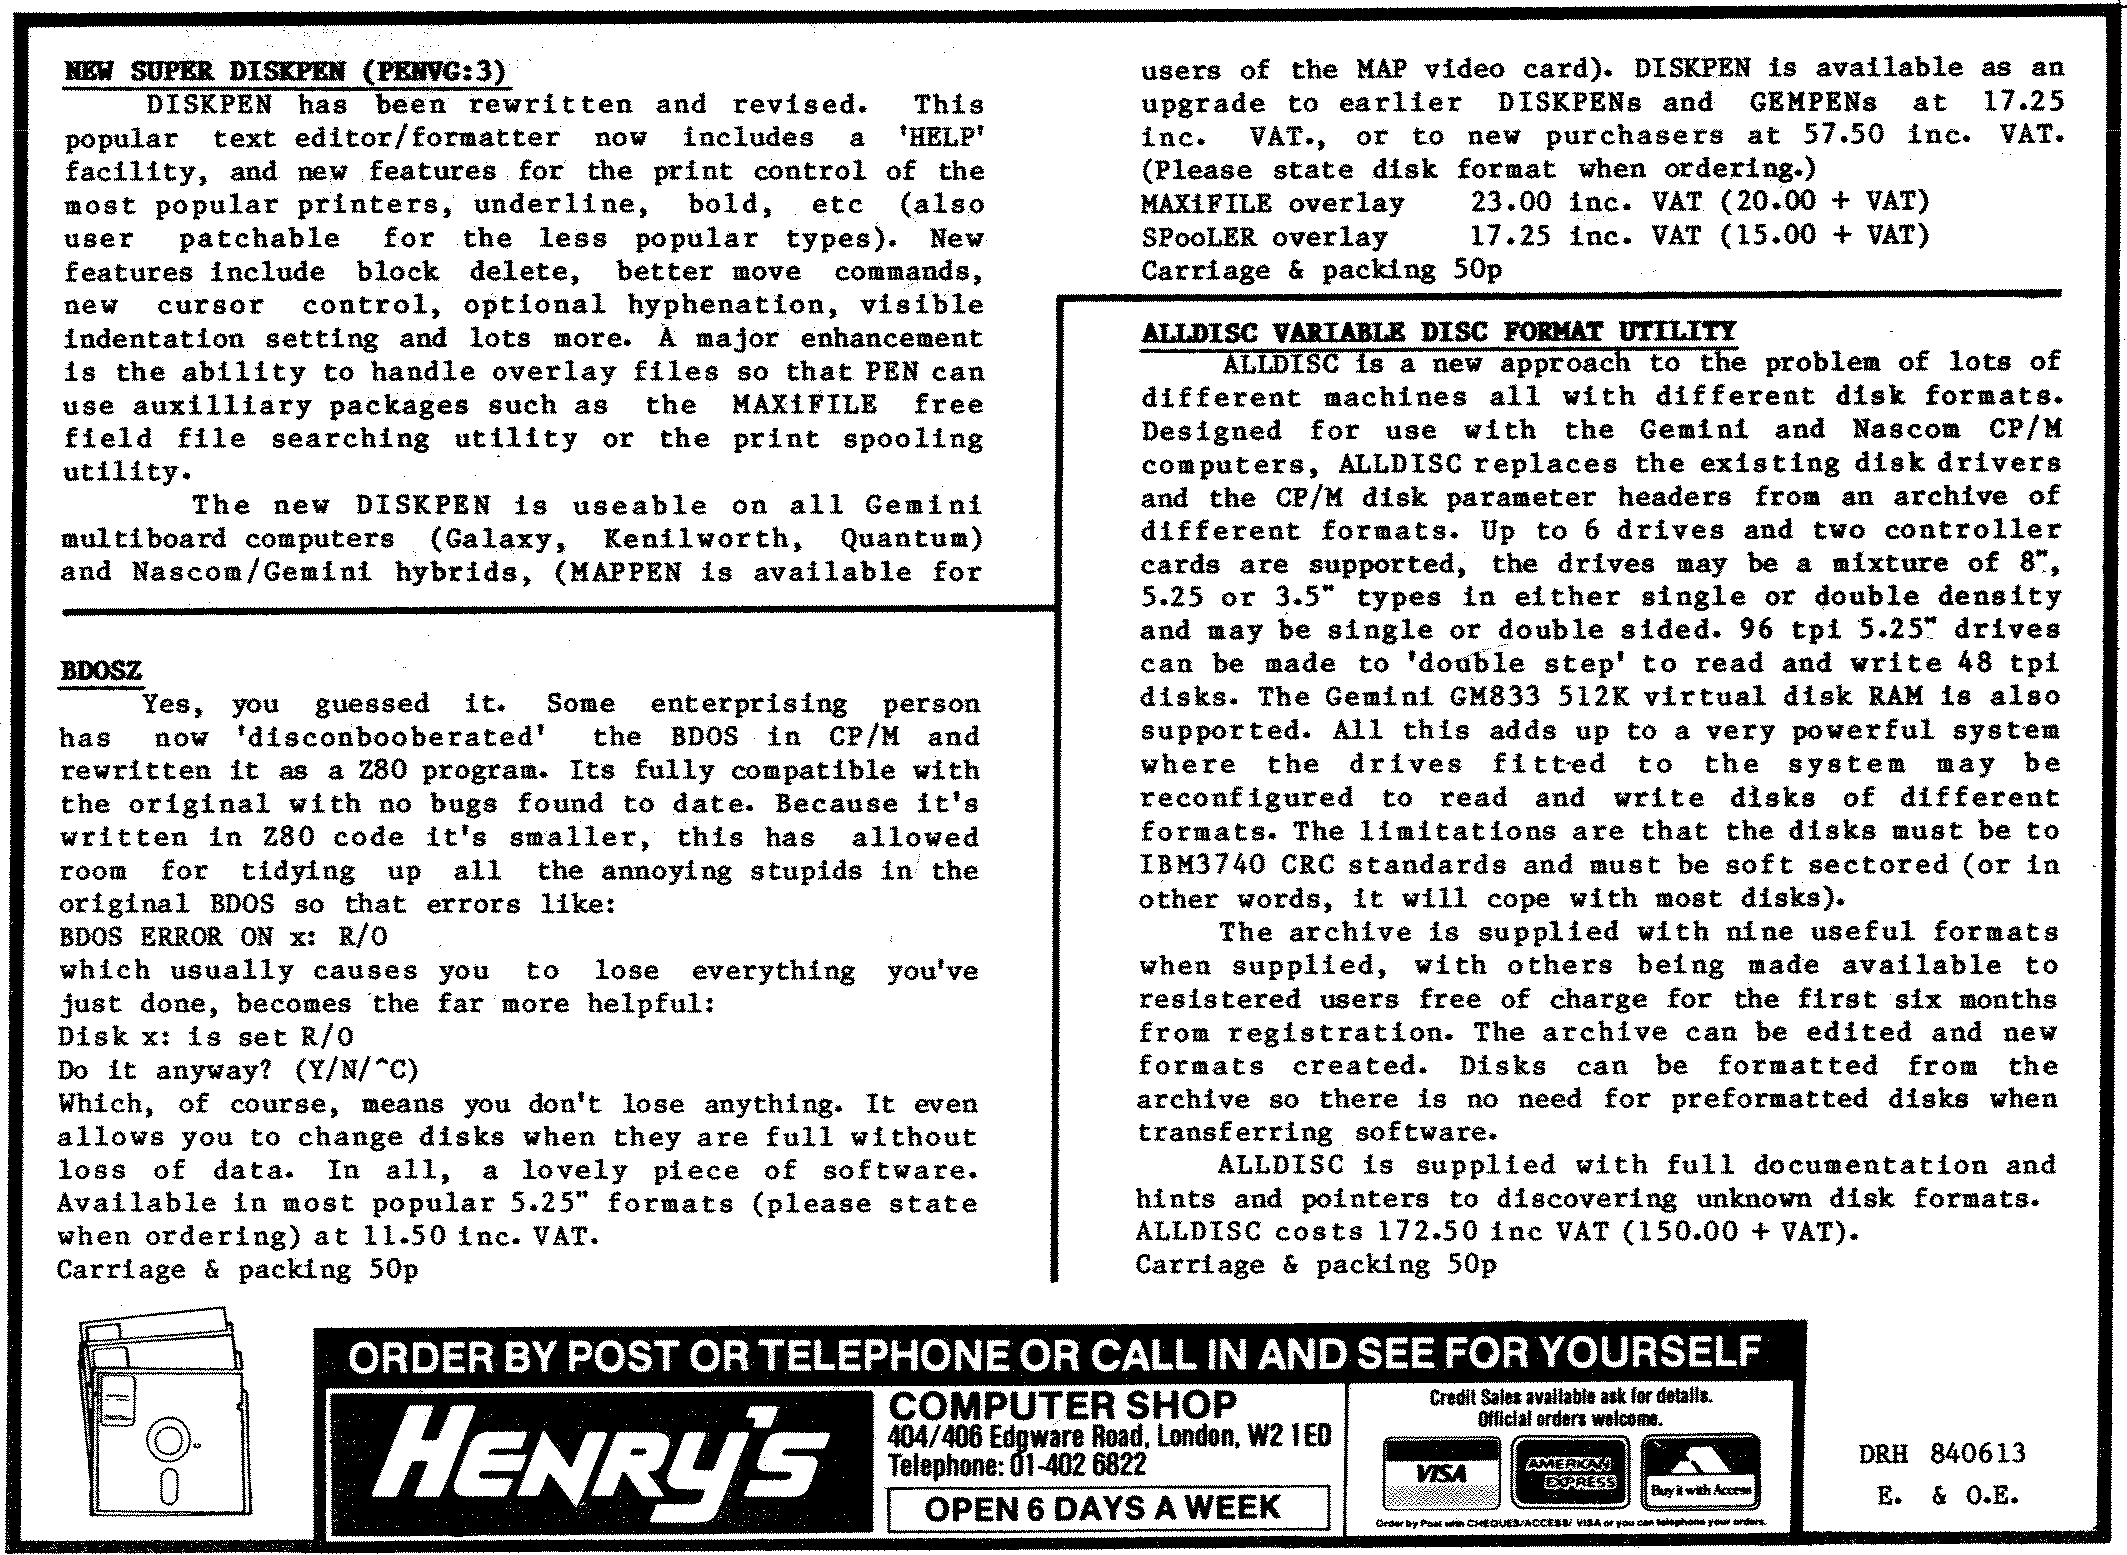 NEW SUPER DISKPEN (PENVG:3)
DISKPEN has been rewritten and revised. This
popular text editor/formatter now includes a 'HELP'
facility, and new features for the print control of the
most popular printers, underline, bold, etc (also
user patchable for the less popular types). New
features include block delete, better move commands,
new cursor control, optional hyphenation, visible
indentation setting and lots more. A major enhancement
is the ability to handle overlay files so that PEN can
use auxilliary packages such as the MAXiFILE free
field file searching utility or the print spooling
utility.
The new DISKPEN is useable on all Gemini
multiboard computers (Galaxy, Kenilworth, Quantum)
and Nascom/Gemini hybrids, (MAPPEN is available for
users of the MAP video card). DISKPEN is available as an
upgrade to earlier DISKPENs and GEMPENs at 17.25
inc. VAT., or to new purchasers at 57.50 inc. VAT.
(Please state disk format when ordering.)
MAXiFILE overlay 23.00 inc. VAT (20.00 + VAT)
SPooLER overlay 17.25 inc. VAT (15.00 + VAT)
Carriage & packing 50p
BDOSZ
Yes, you guessed it. Some enterprising person
has now 'disconbooberated' the BDOS in CP/M and
rewritten it as a Z80 program. Its fully compatible with
the original with no bugs found to date. Because it's
written in Z80 code it's smaller, this has allowed
room for tidying up all the annoying stupids in the
original BDOS so that errors like:
BDOS ERROR ON x: R/O
which usually causes you to lose everything you've
just done, becomes the far more helpful:
Disk x: is set R/O
Do it anyway? (Y/N/^C)
Which, of course, means you don't lose anything. It even
allows you to change disks when they are full without
loss of data. In all, a lovely piece of software.
Available in most popular 5.25" formats (please state
when ordering) at 11.50 inc. VAT.
Carriage & packing 50p
ALLDISC VARIABLE DISC FORMAT UTILITY
ALLDISC is a new approach to the problem of lots of
different machines all with different disk formats.
Designed for use with the Gemini and Nascom CP/M
computers, ALLDISC replaces the existing disk drivers
and the CP/M disk parameter headers from an archive of
different formats. Up to 6 drives and two controller
cards are supported, the drives may be a mixture of 8",
5.25 or 3.5" types in either single or double density
and may be single or double sided. 96 tpi 5.25" drives
can be made to 'double step' to read and write 48 tpi
disks. The Gemini GM833 512K virtual disk RAM is also
supported. All this adds up to a very powerful system
where the drives fitted to the system may be
reconfigured to read and write disks of different
formats. The limitations are that the disks must be to
IBM3740 CRC standards and must be soft sectored (or in
other words, it will cope with most disks).
The archive is supplied with nine useful formats
when supplied, with others being made available to
resistered users free of charge for the first six months
from registration. The archive can be edited and new
formats created. Disks can be formatted from the
archive so there is no need for preformatted disks when
transferring software.
ALLDISC is supplied with full documentation and
hints and pointers to discovering unknown disk formats.
ALLDISC costs 172.50 inc VAT (150.00 + VAT).
Carriage & packing 50p
ORDER BY POST OR TELEPHONE OR CALL IN AND SEE FOR YOURSELF
HENRY'S
COMPUTER SHOP
404/406 Edgware Road, London, W2 1ED
Telephone: 01-402 6822
OPEN 6 DAYS A WEEK
Credit Sales available ask for details.
Official orders welcome.
VISA
AMERICAN EXPRESS
Buy it with Access
Order by Post with CHEQUES/ACCESS/ VISA or you can telephone your orders.
DRH 840613
E. & O.E.